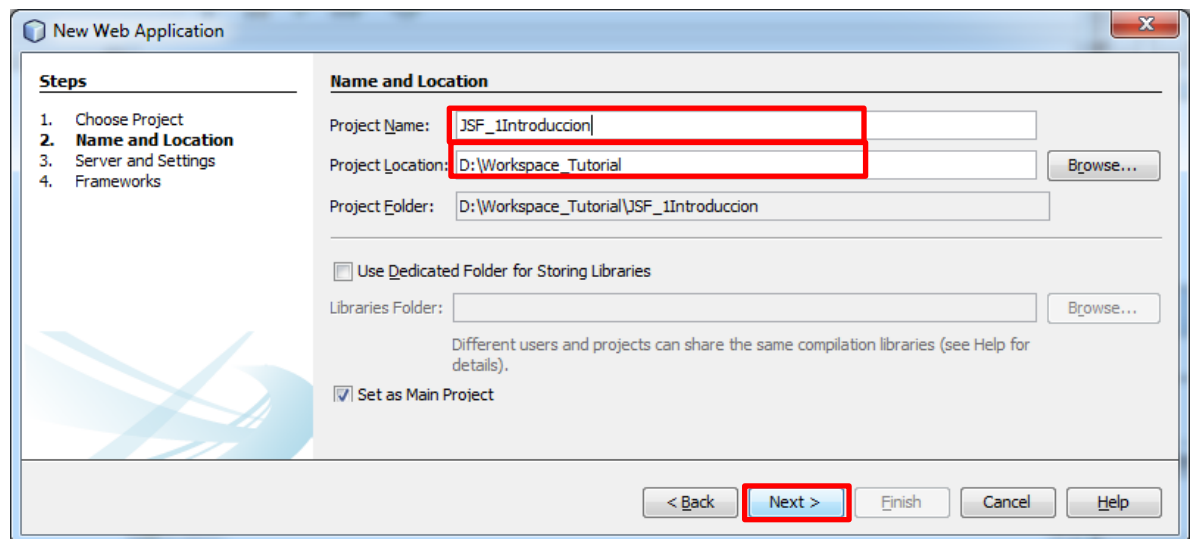 New Web Application
Steps
1. Choose Project
2. Name and Location
3. Server and Settings
4. Frameworks
Name and Location
Project Name: JSF_1Introduccion
Project Location: D:\Workspace_Tutorial Browse...
Project Folder: D:\Workspace_Tutorial\JSF_1Introduccion
Use Dedicated Folder for Storing Libraries
Libraries Folder: Browse...
Different users and projects can share the same compilation libraries (see Help for
details).
Set as Main Project
< Back Next > Finish Cancel Help